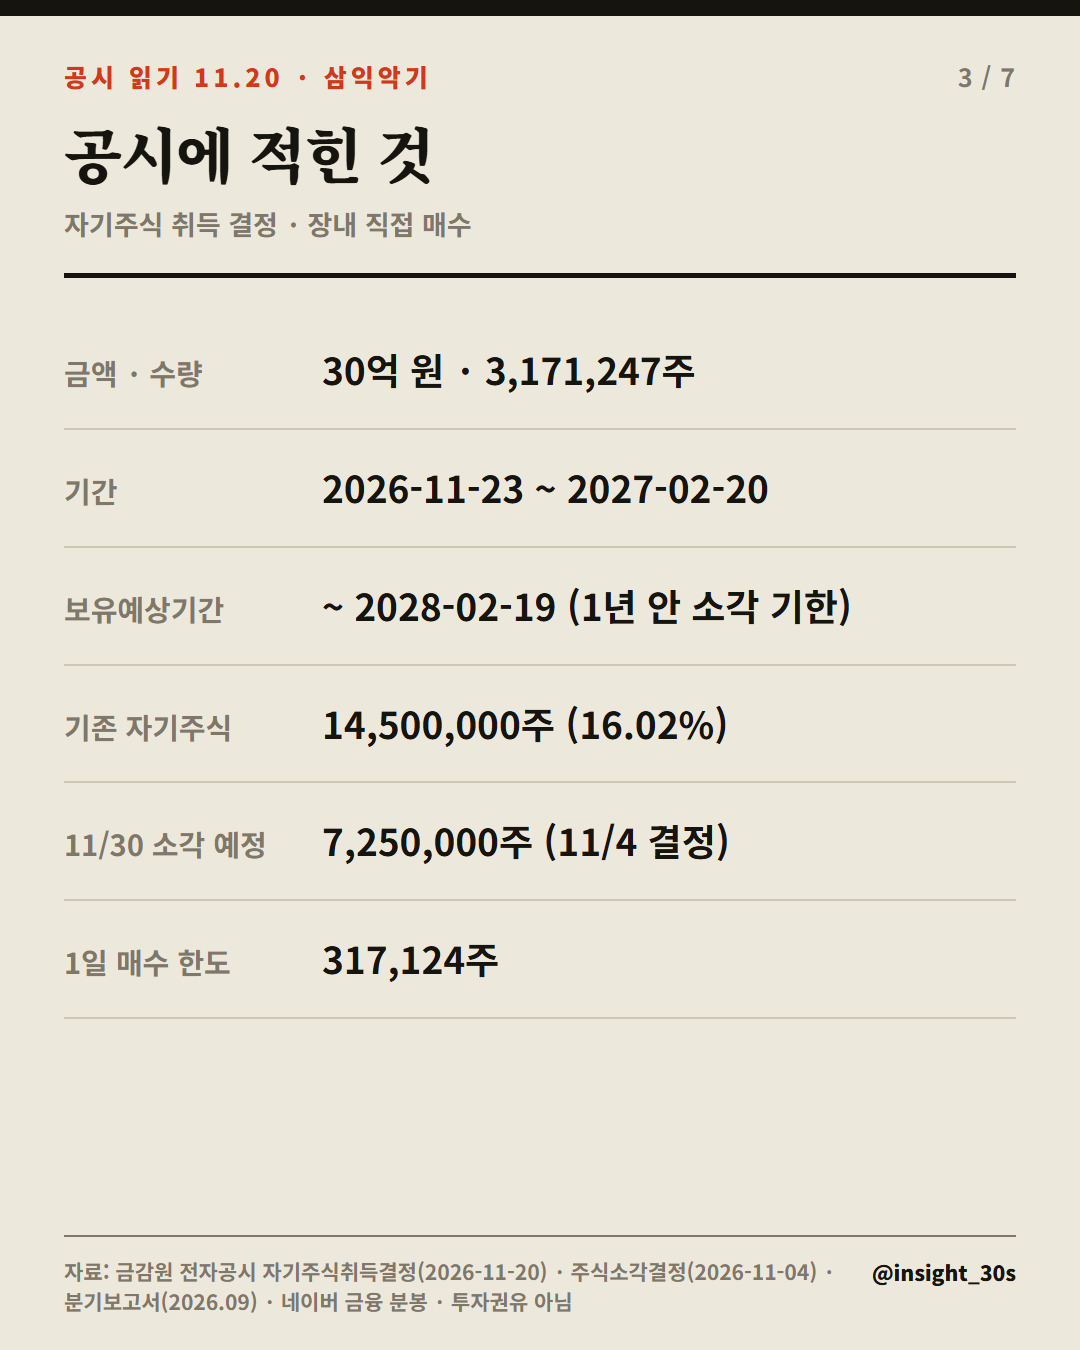 공시 읽기 11.20 · 삼익악기
3 / 7
공시에 적힌 것
자기주식 취득 결정 · 장내 직접 매수
금액 · 수량 30억 원 · 3,171,247주
기간 2026-11-23 ~ 2027-02-20
보유예상기간 ~ 2028-02-19 (1년 안 소각 기한)
기존 자기주식 14,500,000주 (16.02%)
11/30 소각 예정 7,250,000주 (11/4 결정)
1일 매수 한도 317,124주
자료: 금감원 전자공시 자기주식취득결정(2026-11-20) · 주식소각결정(2026-11-04) ·
분기보고서(2026.09) · 네이버 금융 분봉 · 투자권유 아님
@insight_30s